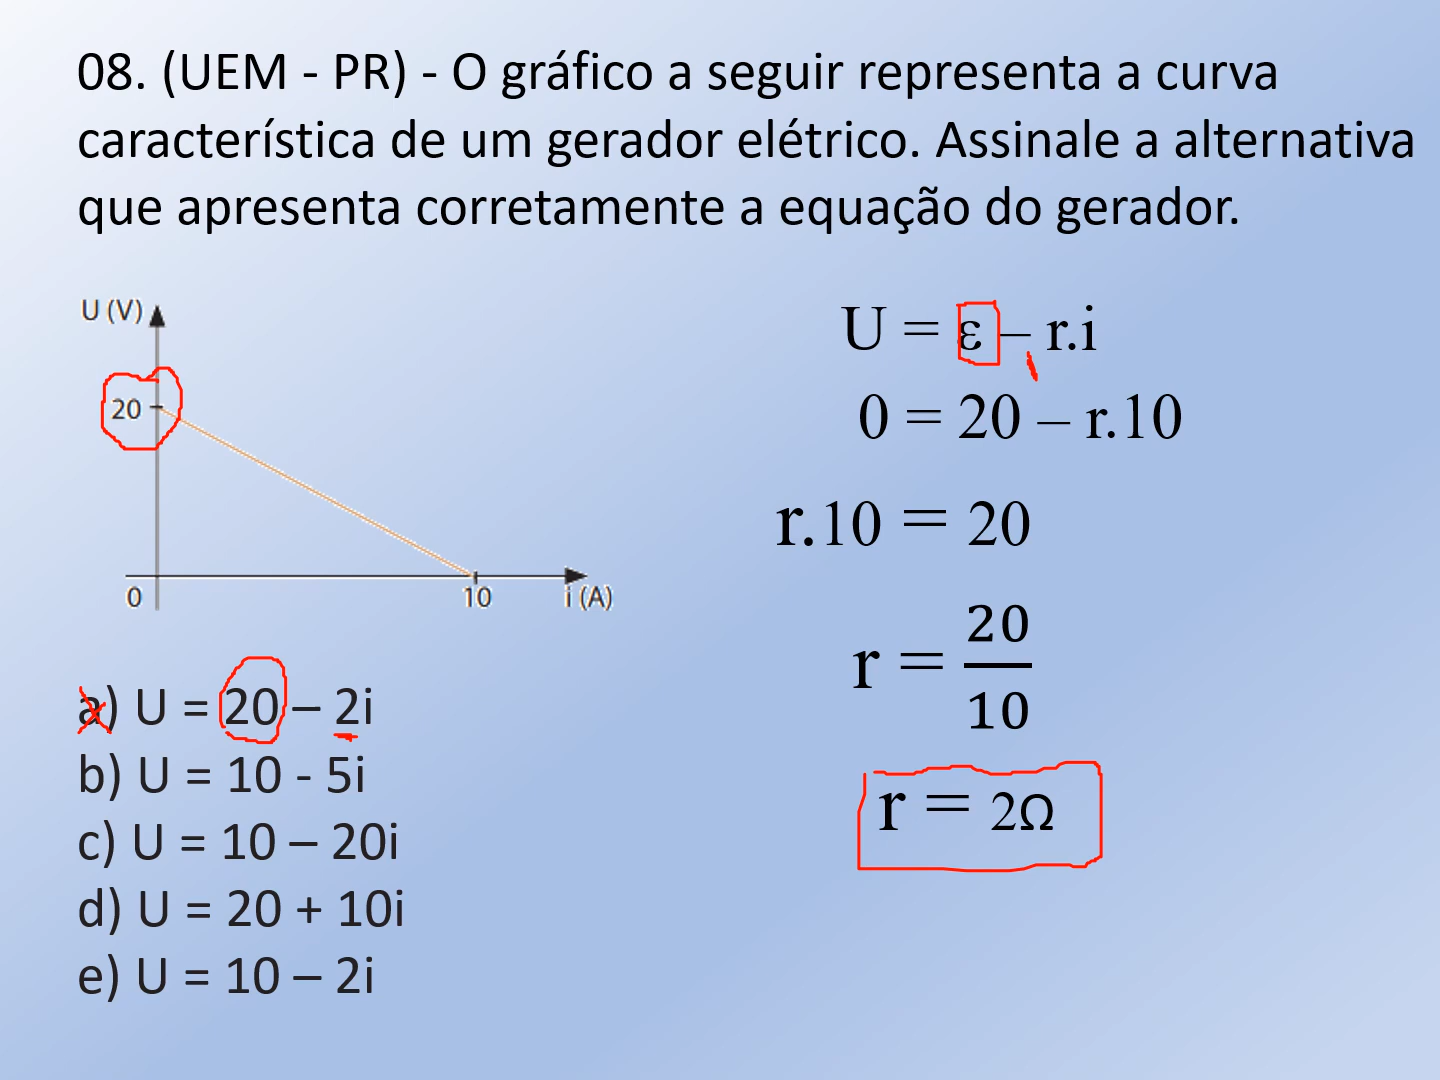 08. (UEM - PR) - O gráfico a seguir representa a curva
característica de um gerador elétrico. Assinale a alternativa
que apresenta corretamente a equação do gerador.
U (V)
20
0
10
i (A)
a) U = 20 – 2i
b) U = 10 - 5i
c) U = 10 – 20i
d) U = 20 + 10i
e) U = 10 – 2i
U = ε – r.i
0 = 20 – r.10
r.10 = 20
r = 20/10
r = 2Ω